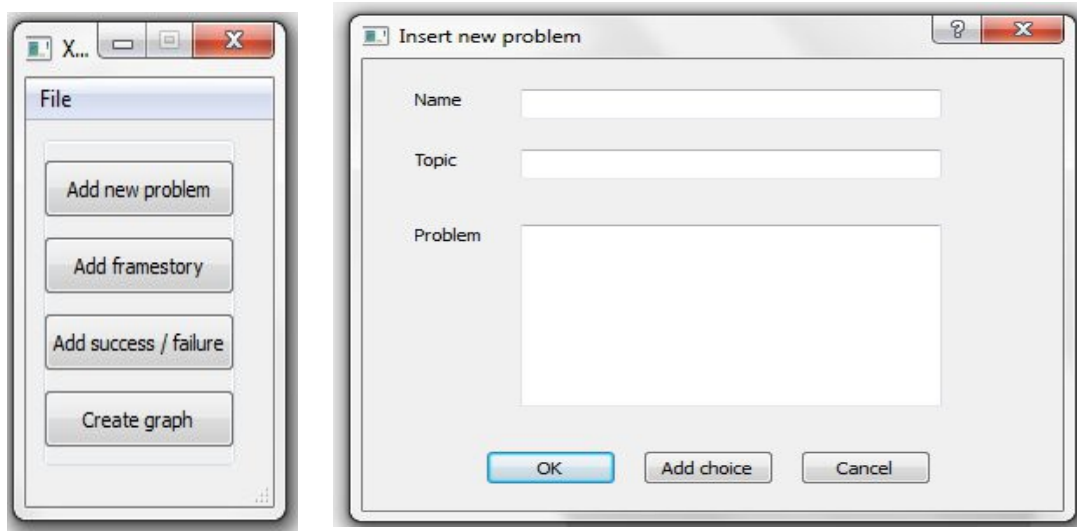 X...
File
Add new problem
Add framestory
Add success / failure
Create graph
Insert new problem
Name
Topic
Problem
OK
Add choice
Cancel